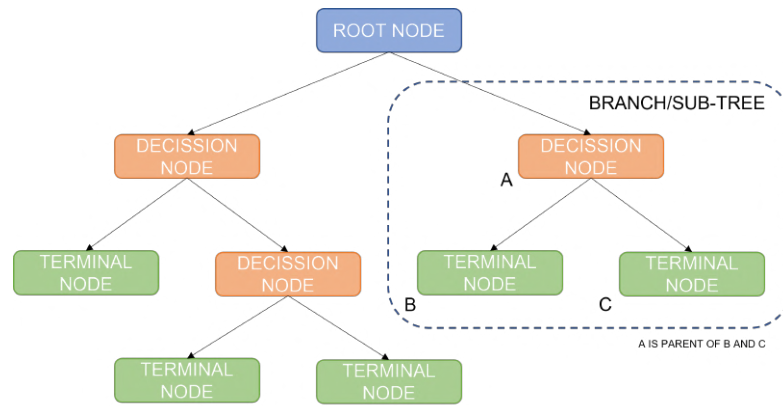 ROOT NODE
BRANCH/SUB-TREE
DECISSION
NODE
DECISSION
NODE
A
TERMINAL
NODE
DECISSION
NODE
TERMINAL
NODE
TERMINAL
NODE
B
C
A IS PARENT OF B AND C
TERMINAL
NODE
TERMINAL
NODE